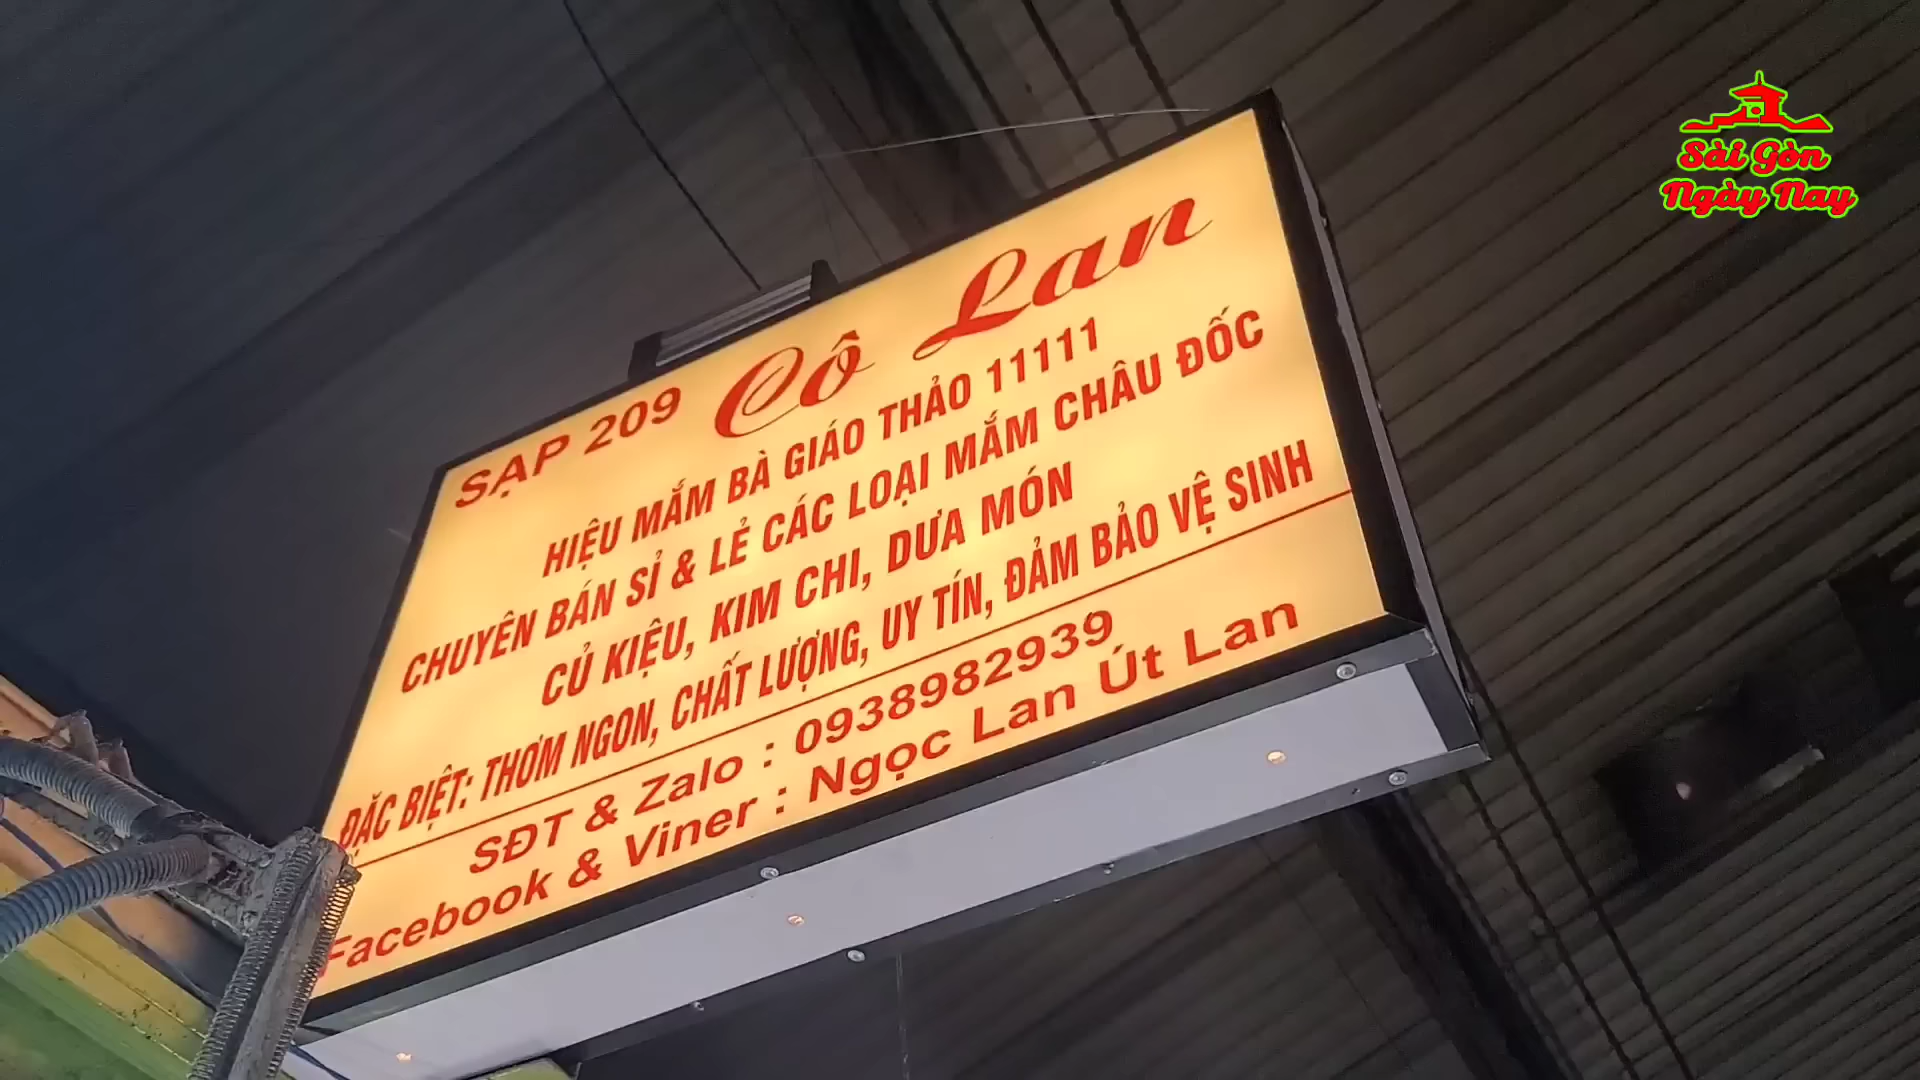 Sài Gòn
Ngày Nay
SẠP 209 Cô Lan
HIỆU MẮM BÀ GIÁO THẢO 11111
CHUYÊN BÁN SỈ & LẺ CÁC LOẠI MẮM CHÂU ĐỐC
CỦ KIỆU, KIM CHI, DƯA MÓN
ĐẶC BIỆT: THƠM NGON, CHẤT LƯỢNG, UY TÍN, ĐẢM BẢO VỆ SINH
SĐT & Zalo : 0938982939
Facebook & Viner : Ngọc Lan Út Lan